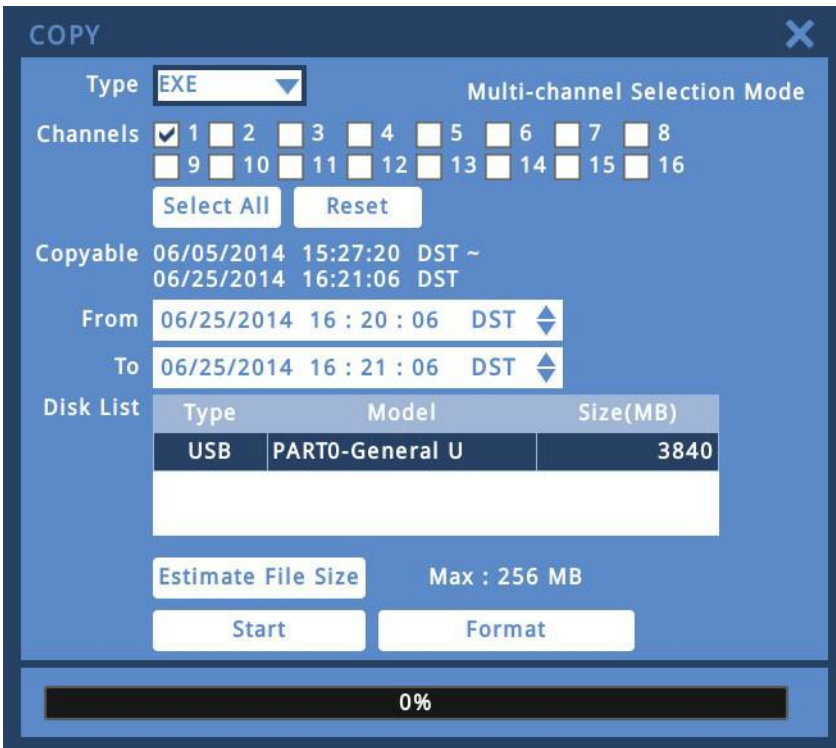 COPY
Type EXE Multi-channel Selection Mode
Channels 1 2 3 4 5 6 7 8
9 10 11 12 13 14 15 16
Select All Reset
Copyable 06/05/2014 15:27:20 DST ~
06/25/2014 16:21:06 DST
From 06/25/2014 16 : 20 : 06 DST
To 06/25/2014 16 : 21 : 06 DST
Disk List Type Model Size(MB)
USB PART0-General U 3840
Estimate File Size Max : 256 MB
Start Format
0%